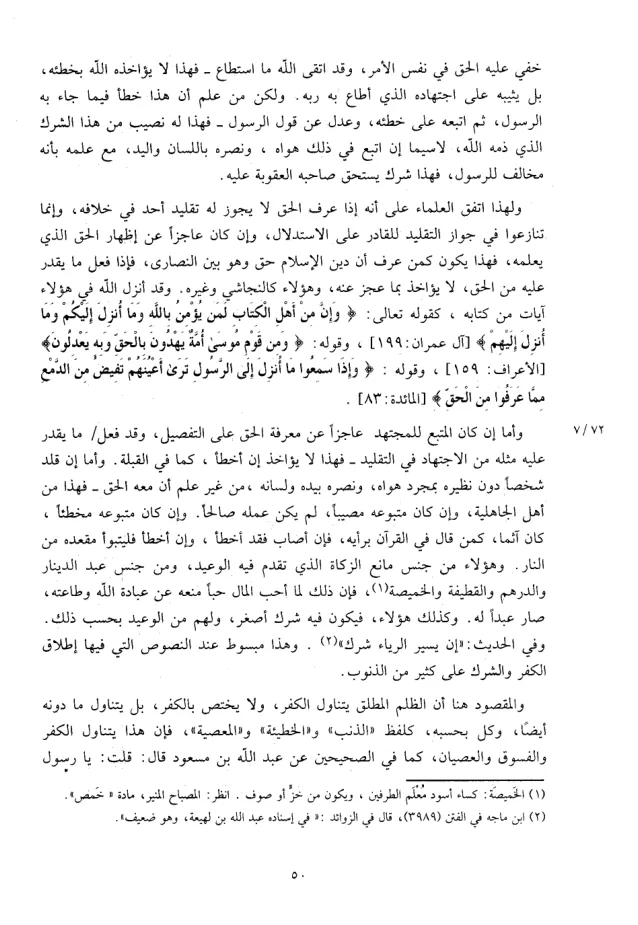 خفي عليه الحق في نفس الأمر، وقد اتقى اللّه ما استطاع ـ فهذا لا يؤاخذه اللّه بخطئه،
بل يثيبه على اجتهاده الذي أطاع به ربه . ولكن من علم أن هذا خطأ فيما جاء به
الرسول، ثم اتبعه على خطئه، وعدل عن قول الرسول ـ فهذا له نصيب من هذا الشرك
الذي ذمه اللّه، لاسيما إن اتبع في ذلك هواه ، ونصره باللسان واليد، مع علمه بأنه
مخالف للرسول، فهذا شرك يستحق صاحبه العقوبة عليه.
ولهذا اتفق العلماء على أنه إذا عرف الحق لا يجوز له تقليد أحد في خلافه، وإنما
تنازعوا في جواز التقليد للقادر على الاستدلال، وإن كان عاجزاً عن إظهار الحق الذي
يعلمه، فهذا يكون كمن عرف أن دين الإسلام حق وهو بين النصارى، فإذا فعل ما يقدر
عليه من الحق، لا يؤاخذ بما عجز عنه، وهؤلاء كالنجاشي وغيره. وقد أنزل اللّه في هؤلاء
آيات من كتابه ، كقوله تعالى: ﴿ وَإِنَّ مِنْ أَهْلِ الْكِتَابِ لَمَن يُؤْمِنُ بِاللَّهِ وَمَا أُنزِلَ إِلَيْكُمْ وَمَا
أُنزِلَ إِلَيْهِمْ ﴾ [آل عمران: ١٩٩] ، وقوله: ﴿ وَمِن قَوْمِ مُوسَىٰ أُمَّةٌ يَهْدُونَ بِالْحَقِّ وَبِهِ يَعْدِلُونَ﴾
[الأعراف: ١٥٩] ، وقوله : ﴿ وَإِذَا سَمِعُوا مَا أُنزِلَ إِلَى الرَّسُولِ تَرَىٰ أَعْيُنَهُمْ تَفِيضُ مِنَ الدَّمْعِ
مِمَّا عَرَفُوا مِنَ الْحَقِّ ﴾ [المائدة: ٨٣] .
٧/٧٢ وأما إن كان المتبع للمجتهد عاجزاً عن معرفة الحق على التفصيل، وقد فعل/ ما يقدر
عليه مثله من الاجتهاد في التقليد ـ فهذا لا يؤاخذ إن أخطأ ، كما في القبلة. وأما إن قلد
شخصاً دون نظيره بمجرد هواه، ونصره بيده ولسانه ،من غير علم أن معه الحق ـ فهذا من
أهل الجاهلية، وإن كان متبوعه مصيباً، لم يكن عمله صالحاً. وإن كان متبوعه مخطئاً ،
كان آثما، كمن قال في القرآن برأيه، فإن أصاب فقد أخطأ ، وإن أخطأ فليتبوأ مقعده من
النار. وهؤلاء من جنس مانع الزكاة الذي تقدم فيه الوعيد، ومن جنس عبد الدينار
والدرهم والقطيفة والخميصة(١)، فإن ذلك لما أحب المال حباً منعه عن عبادة اللّه وطاعته،
صار عبداً له. وكذلك هؤلاء، فيكون فيه شرك أصغر، ولهم من الوعيد بحسب ذلك.
وفي الحديث: «إن يسير الرياء شرك»(٢) . وهذا مبسوط عند النصوص التي فيها إطلاق
الكفر والشرك على كثير من الذنوب.
والمقصود هنا أن الظلم المطلق يتناول الكفر، ولا يختص بالكفر، بل يتناول ما دونه
أيضًا، وكل بحسبه، كلفظ «الذنب» و«الخطيئة» و«المعصية»، فإن هذا يتناول الكفر
والفسوق والعصيان، كما في الصحيحين عن عبد اللّه بن مسعود قال: قلت: يا رسول
(١) الخَمِيصَة: كساء أسود مُعْلَم الطرفين ، ويكون من خزٍّ أو صوف . انظر: المصباح المنير، مادة « خمص».
(٢) ابن ماجه في الفتن (٣٩٨٩)، قال في الزوائد :« في إسناده عبد الله بن لهيعة، وهو ضعيف».
٥٠